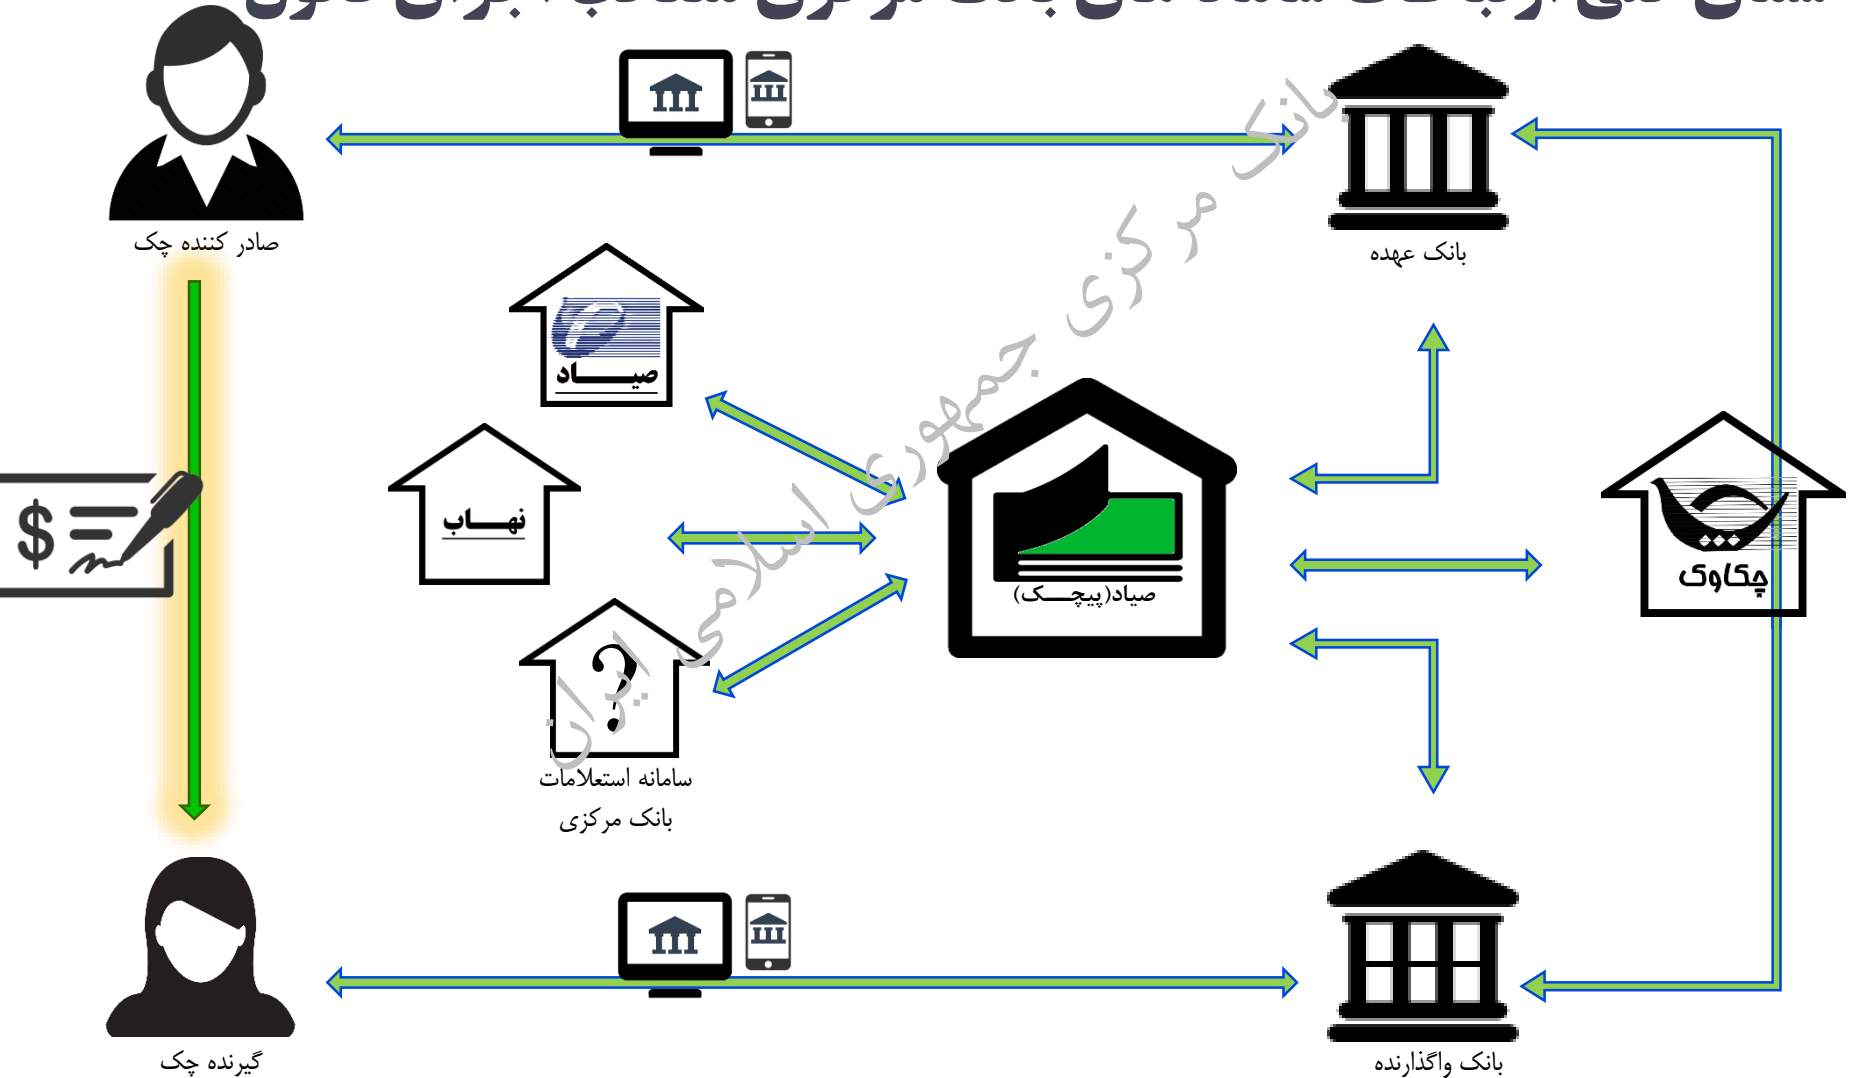 صادر کننده چک
بانک عهده
صیـــــاد
نهـــاب
صیاد(پیچـــک)
چکاوک
سامانه استعلامات
بانک مرکزی
گیرنده چک
بانک واگذارنده
بانک مرکزی جمهوری اسلامی ایران
$
?